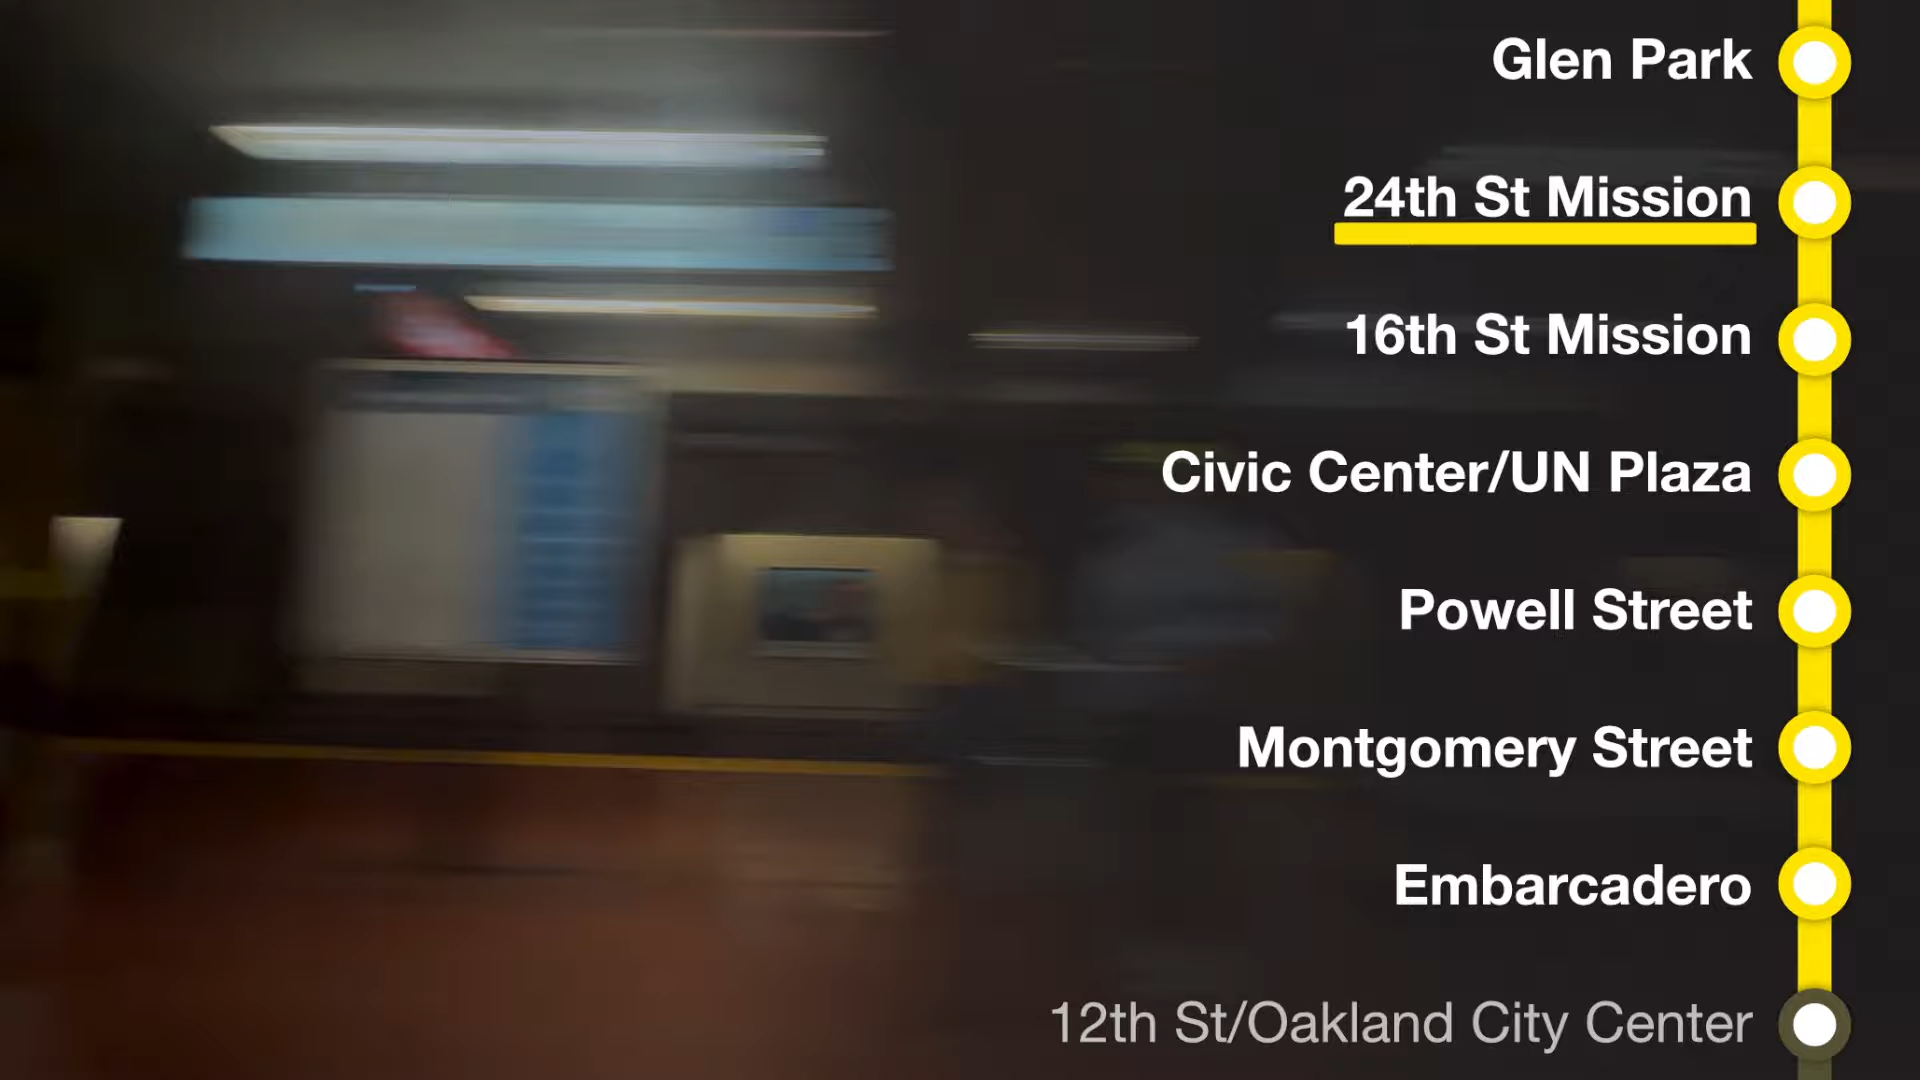 Glen Park
24th St Mission
16th St Mission
Civic Center/UN Plaza
Powell Street
Montgomery Street
Embarcadero
12th St/Oakland City Center